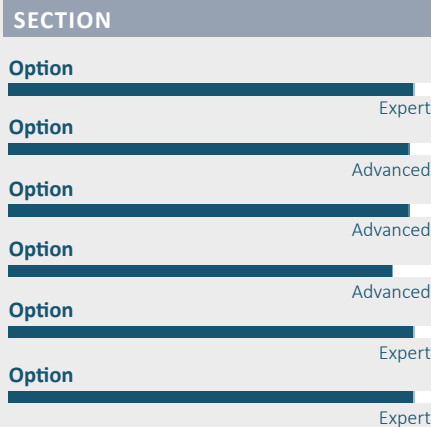 SECTION
Option
Expert
Option
Advanced
Option
Advanced
Option
Advanced
Option
Expert
Option
Expert